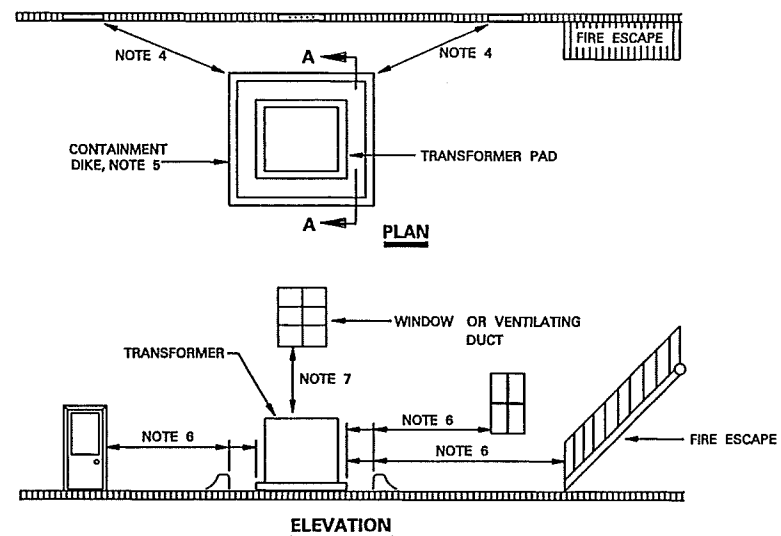 FIRE ESCAPE
NOTE 4
A
NOTE 4
CONTAINMENT
DIKE, NOTE 5
TRANSFORMER PAD
A
PLAN
WINDOW OR VENTILATING
DUCT
TRANSFORMER
NOTE 7
NOTE 6
NOTE 6
NOTE 6
FIRE ESCAPE
ELEVATION